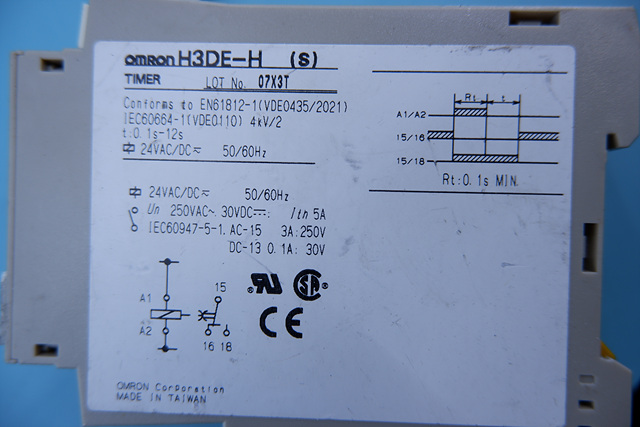 OMRON H3DE-H (S)
TIMER LOT No. 07X3T
Conforms to EN61812-1(VDE0435/2021)
IEC60664-1(VDE0110) 4kV/2
t:0.1s-12s
24VAC/DC 50/60Hz
Rt t
A1/A2
15/16
15/18
Rt:0.1s MIN.
24VAC/DC 50/60Hz
Un 250VAC~. 30VDC Ith 5A
IEC60947-5-1. AC-15 3A:250V
DC-13 0.1A: 30V
A1 15
A2
16 18
RU SA
CE
OMRON Corporation
MADE IN TAIWAN